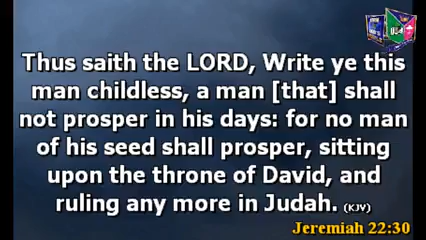 Thus saith the LORD, Write ye this
man childless, a man [that] shall
not prosper in his days: for no man
of his seed shall prosper, sitting
upon the throne of David, and
ruling any more in Judah. (KJV)
Jeremiah 22:30